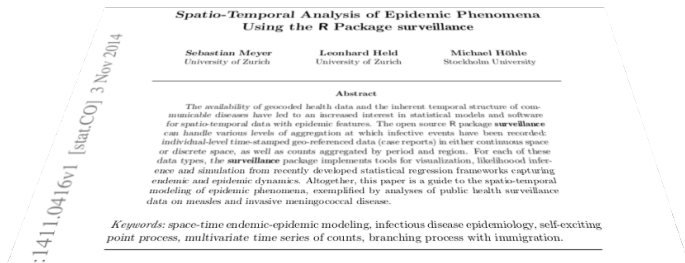 Spatio-Temporal Analysis of Epidemic Phenomena
Using the R Package surveillance
Sebastian Meyer
University of Zurich
Leonhard Held
University of Zurich
Michael Höhle
Stockholm University
Abstract
The availability of geocoded health data and the inherent temporal structure of com-
municable diseases have led to an increased interest in statistical models and software
for spatio-temporal data with epidemic features. The open source R package surveillance
can handle various levels of aggregation at which infective events have been recorded:
individual-level time-stamped geo-referenced data (case reports) in either continuous space
or discrete space, as well as counts aggregated by period and region. For each of these
data types, the surveillance package implements tools for visualization, likelihoood infer-
ence and simulation from recently developed statistical regression frameworks capturing
endemic and epidemic dynamics. Altogether, this paper is a guide to the spatio-temporal
modeling of epidemic phenomena, exemplified by analyses of public health surveillance
data on measles and invasive meningococcal disease.
Keywords: space-time endemic-epidemic modeling, infectious disease epidemiology, self-exciting
point process, multivariate time series of counts, branching process with immigration.
:1411.0416v1 [stat.CO] 3 Nov 2014